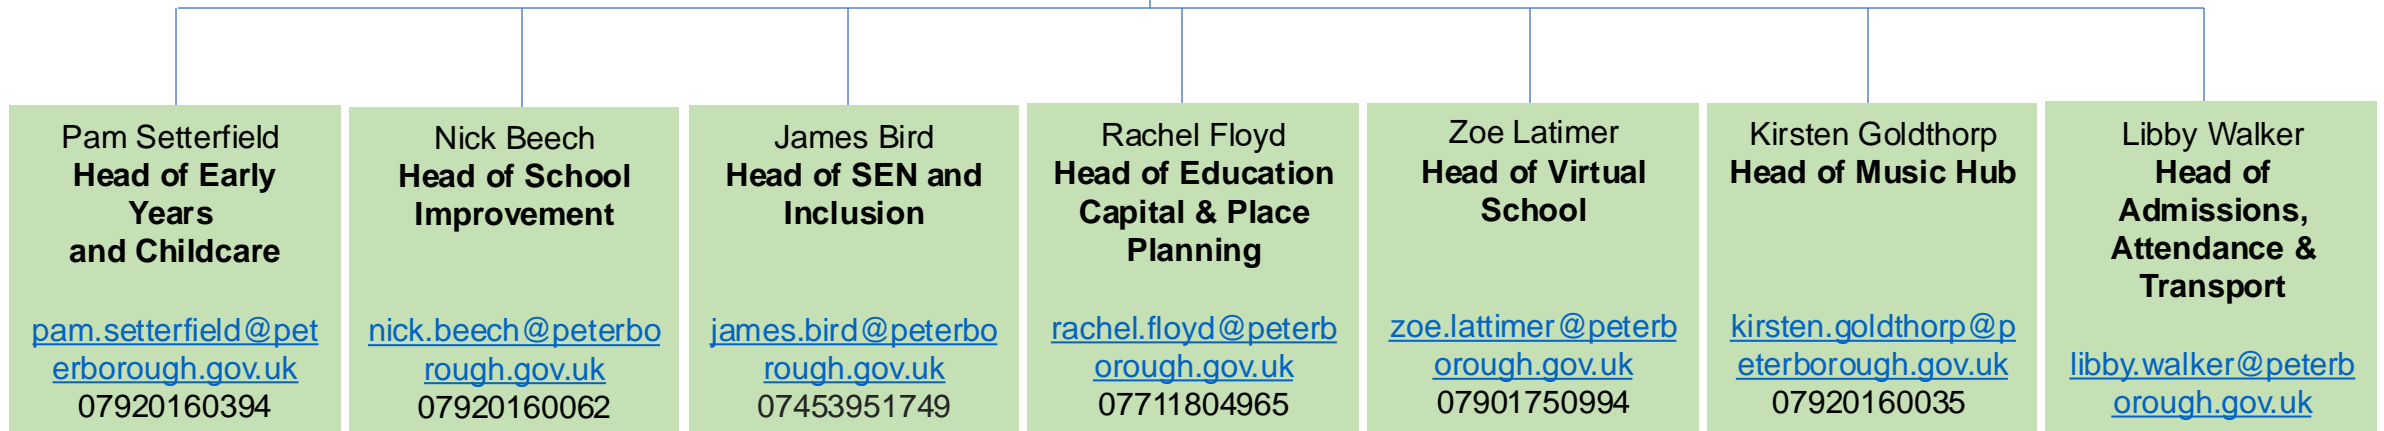 Pam Setterfield
Head of Early
Years
and Childcare
pam.setterfield@pet
erborough.gov.uk
07920160394
Nick Beech
Head of School
Improvement
nick.beech@peterbo
rough.gov.uk
07920160062
James Bird
Head of SEN and
Inclusion
james.bird@peterbo
rough.gov.uk
07453951749
Rachel Floyd
Head of Education
Capital & Place
Planning
rachel.floyd@peterb
orough.gov.uk
07711804965
Zoe Latimer
Head of Virtual
School
zoe.lattimer@peterb
orough.gov.uk
07901750994
Kirsten Goldthorp
Head of Music Hub
kirsten.goldthorp@p
eterborough.gov.uk
07920160035
Libby Walker
Head of
Admissions,
Attendance &
Transport
libby.walker@peterb
orough.gov.uk